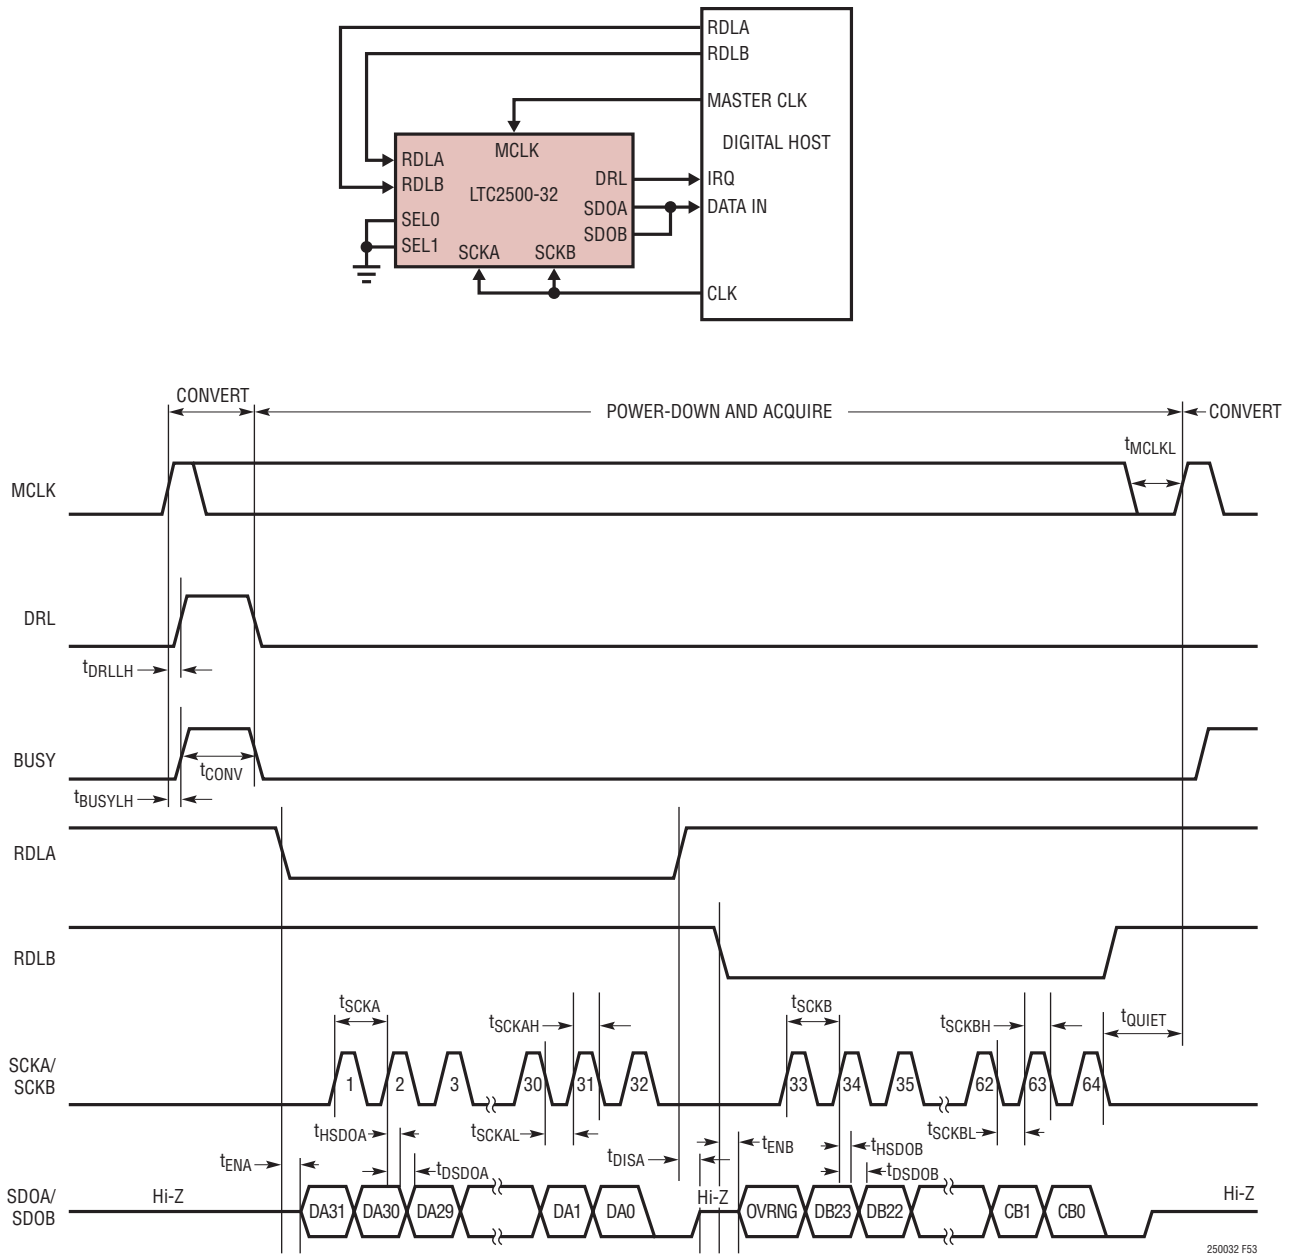 RDLA
RDLB
MASTER CLK
DIGITAL HOST
MCLK
RDLA
RDLB
LTC2500-32
DRL
IRQ
SDOA
DATA IN
SEL0
SDOB
SEL1
SCKA
SCKB
CLK
CONVERT
POWER-DOWN AND ACQUIRE
CONVERT
tMCLKL
MCLK
DRL
tDRLLH
BUSY
tCONV
tBUSYLH
RDLA
RDLB
tSCKA
tSCKAH
tSCKB
tSCKBH
tQUIET
SCKA/
SCKB
1 2 3 30 31 32 33 34 35 62 63 64
tHSDOA
tSCKAL
tENB
tHSDOB
tSCKBL
tENA
tDSDOA
tDISA
tDSDOB
SDOA/
SDOB
Hi-Z
DA31 DA30 DA29 DA1 DA0
Hi-Z
OVRNG DB23 DB22 CB1 CB0
Hi-Z
250032 F53